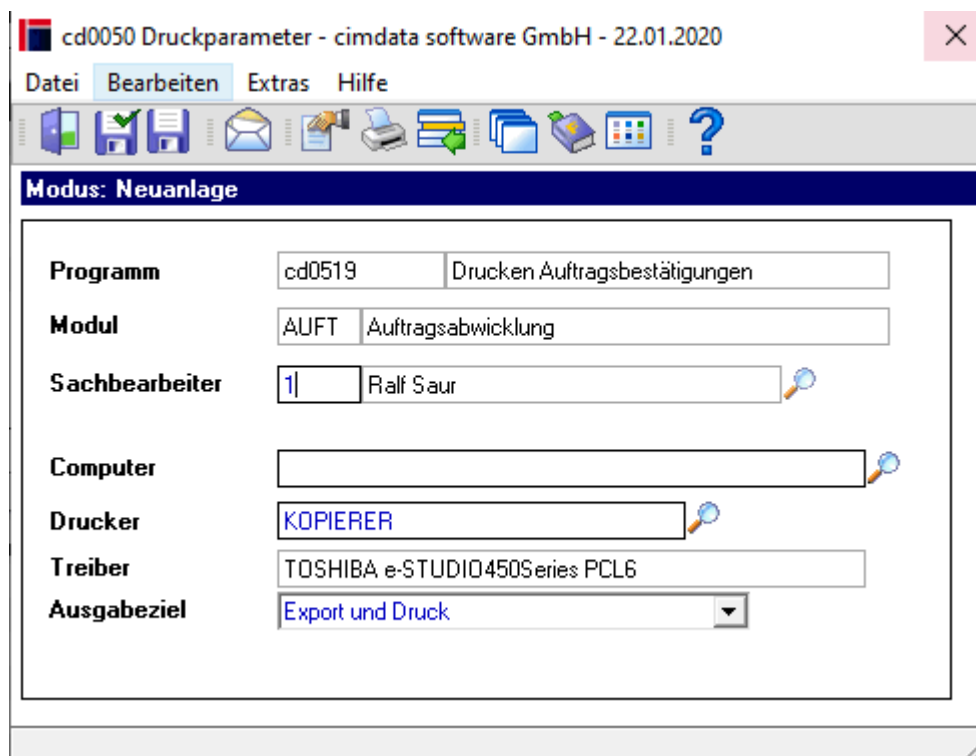 cd0050 Druckparameter - cimdata software GmbH - 22.01.2020
Datei Bearbeiten Extras Hilfe
Modus: Neuanlage
Programm cd0519 Drucken Auftragsbestätigungen
Modul AUFT Auftragsabwicklung
Sachbearbeiter 1 Ralf Saur
Computer
Drucker KOPIERER
Treiber TOSHIBA e-STUDIO450Series PCL6
Ausgabeziel Export und Druck